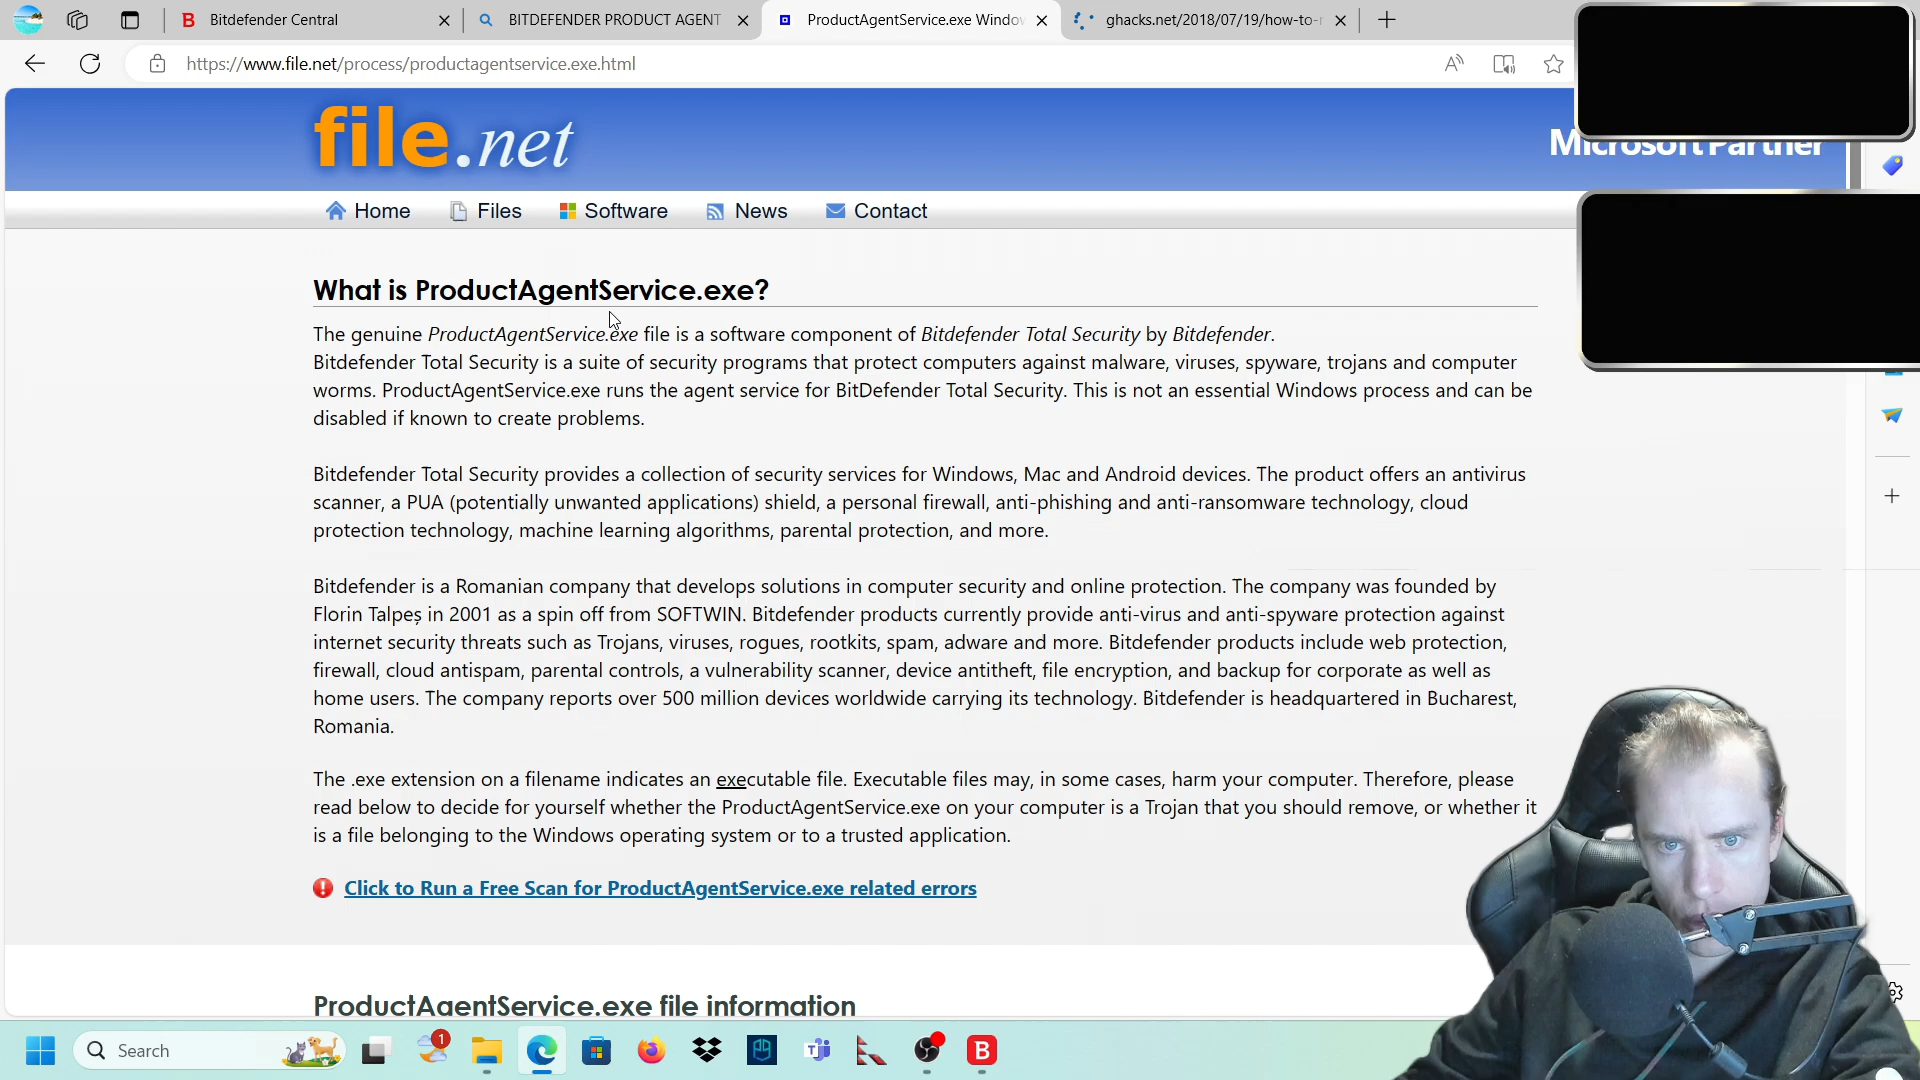 Bitdefender Central
BITDEFENDER PRODUCT AGENT
ProductAgentService.exe Windo
ghacks.net/2018/07/19/how-to-r
https://www.file.net/process/productagentservice.exe.html
file.net
Microsoft Partner
Home
Files
Software
News
Contact
What is ProductAgentService.exe?
The genuine ProductAgentService.exe file is a software component of Bitdefender Total Security by Bitdefender.
Bitdefender Total Security is a suite of security programs that protect computers against malware, viruses, spyware, trojans and computer
worms. ProductAgentService.exe runs the agent service for BitDefender Total Security. This is not an essential Windows process and can be
disabled if known to create problems.
Bitdefender Total Security provides a collection of security services for Windows, Mac and Android devices. The product offers an antivirus
scanner, a PUA (potentially unwanted applications) shield, a personal firewall, anti-phishing and anti-ransomware technology, cloud
protection technology, machine learning algorithms, parental protection, and more.
Bitdefender is a Romanian company that develops solutions in computer security and online protection. The company was founded by
Florin Talpeș in 2001 as a spin off from SOFTWIN. Bitdefender products currently provide anti-virus and anti-spyware protection against
internet security threats such as Trojans, viruses, rogues, rootkits, spam, adware and more. Bitdefender products include web protection,
firewall, cloud antispam, parental controls, a vulnerability scanner, device antitheft, file encryption, and backup for corporate as well as
home users. The company reports over 500 million devices worldwide carrying its technology. Bitdefender is headquartered in Bucharest,
Romania.
The .exe extension on a filename indicates an executable file. Executable files may, in some cases, harm your computer. Therefore, please
read below to decide for yourself whether the ProductAgentService.exe on your computer is a Trojan that you should remove, or whether it
is a file belonging to the Windows operating system or to a trusted application.
Click to Run a Free Scan for ProductAgentService.exe related errors
ProductAgentService.exe file information
Search
1